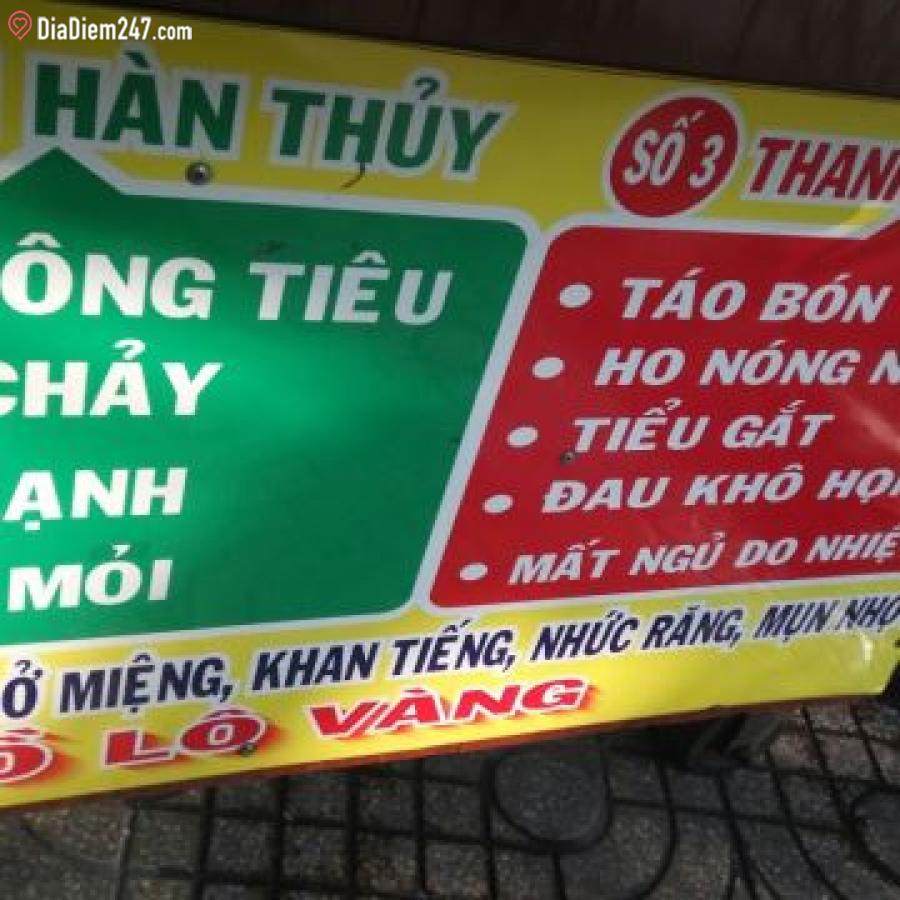 DiaDiem247.com
HÀN THỦY
SỐ 3 THANH
ÔNG TIÊU
CHẢY
ẠNH
MỎI
• TÁO BÓN
• HO NÓNG
• TIỂU GẮT
• ĐAU KHÔ HỌN
• MẤT NGỦ DO NHIỆ
Ở MIỆNG, KHAN TIẾNG, NHỨC RĂNG, MỤN NHỌ
Ồ LÔ VÀNG